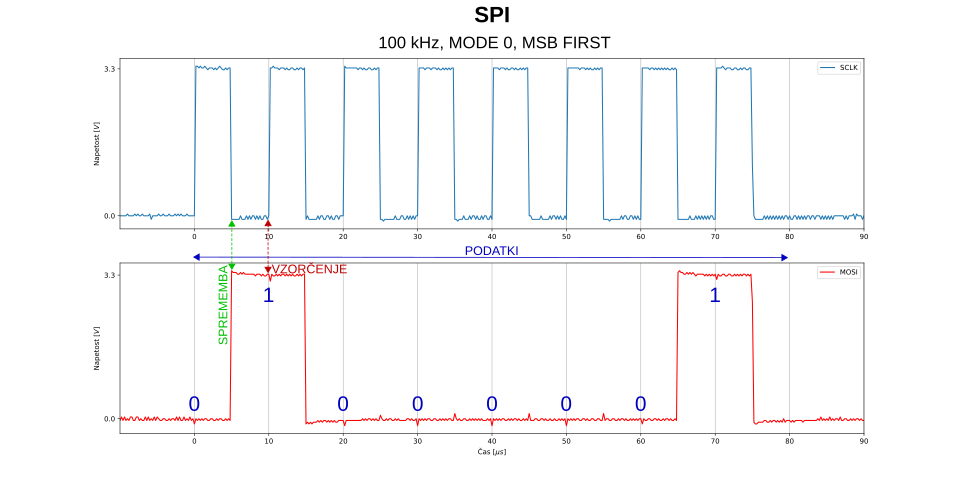 SPI
100 kHz, MODE 0, MSB FIRST
3.3
SCLK
Napetost [V]
0.0
0 10 20 30 40 50 60 70 80 90
PODATKI
VZORČENJE
3.3
MOSI
SPREMEMBA
1 1
Napetost [V]
0 0 0 0 0 0
0.0
0 10 20 30 40 50 60 70 80 90
Čas [μs]